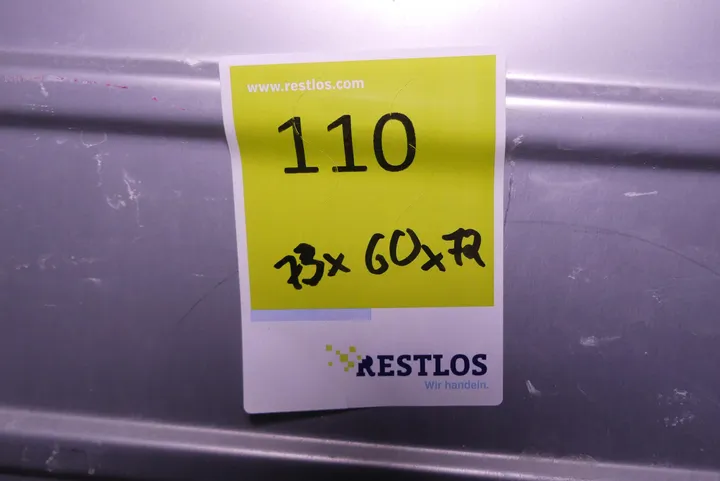 www.restlos.com
110
73x 60x72
RESTLOS
Wir handeln.